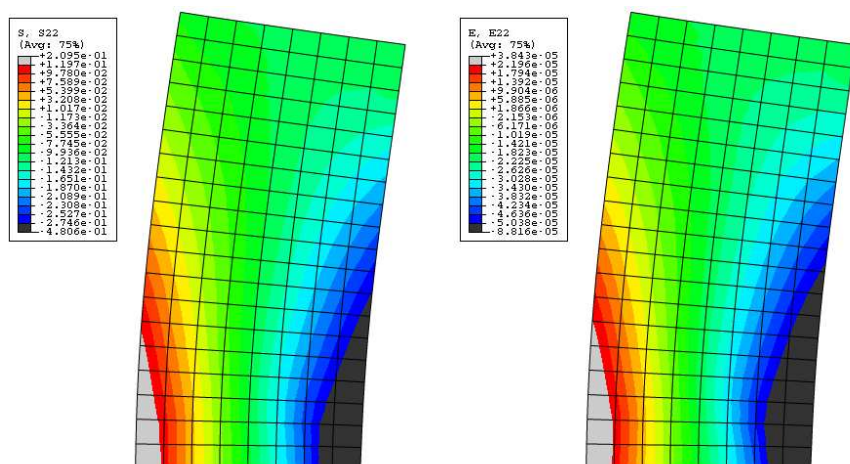 S, S22
(Avg: 75%)
+2.095e-01
+1.197e-01
+9.780e-02
+7.589e-02
+5.399e-02
+3.208e-02
+1.017e-02
-1.173e-02
-3.364e-02
-5.555e-02
-7.745e-02
-9.936e-02
-1.213e-01
-1.432e-01
-1.651e-01
-1.870e-01
-2.089e-01
-2.308e-01
-2.527e-01
-2.746e-01
-4.806e-01
E, E22
(Avg: 75%)
+3.843e-05
+2.196e-05
+1.794e-05
+1.392e-05
+9.904e-06
+5.885e-06
+1.866e-06
-2.153e-06
-6.171e-06
-1.019e-05
-1.421e-05
-1.823e-05
-2.225e-05
-2.626e-05
-3.028e-05
-3.430e-05
-3.832e-05
-4.234e-05
-4.636e-05
-5.038e-05
-8.816e-05